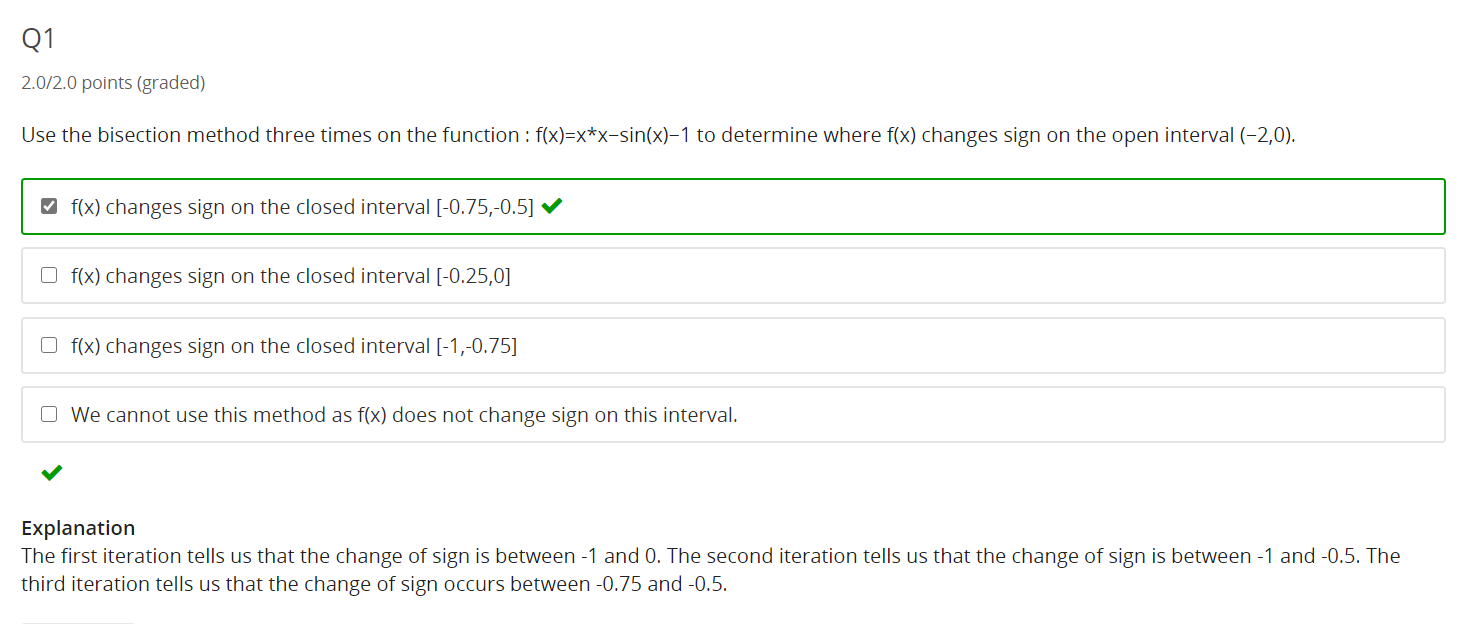 Q1
2.0/2.0 points (graded)
Use the bisection method three times on the function : f(x)=x*x−sin(x)−1 to determine where f(x) changes sign on the open interval (−2,0).
f(x) changes sign on the closed interval [-0.75,-0.5]
f(x) changes sign on the closed interval [-0.25,0]
f(x) changes sign on the closed interval [-1,-0.75]
We cannot use this method as f(x) does not change sign on this interval.
Explanation
The first iteration tells us that the change of sign is between -1 and 0. The second iteration tells us that the change of sign is between -1 and -0.5. The
third iteration tells us that the change of sign occurs between -0.75 and -0.5.